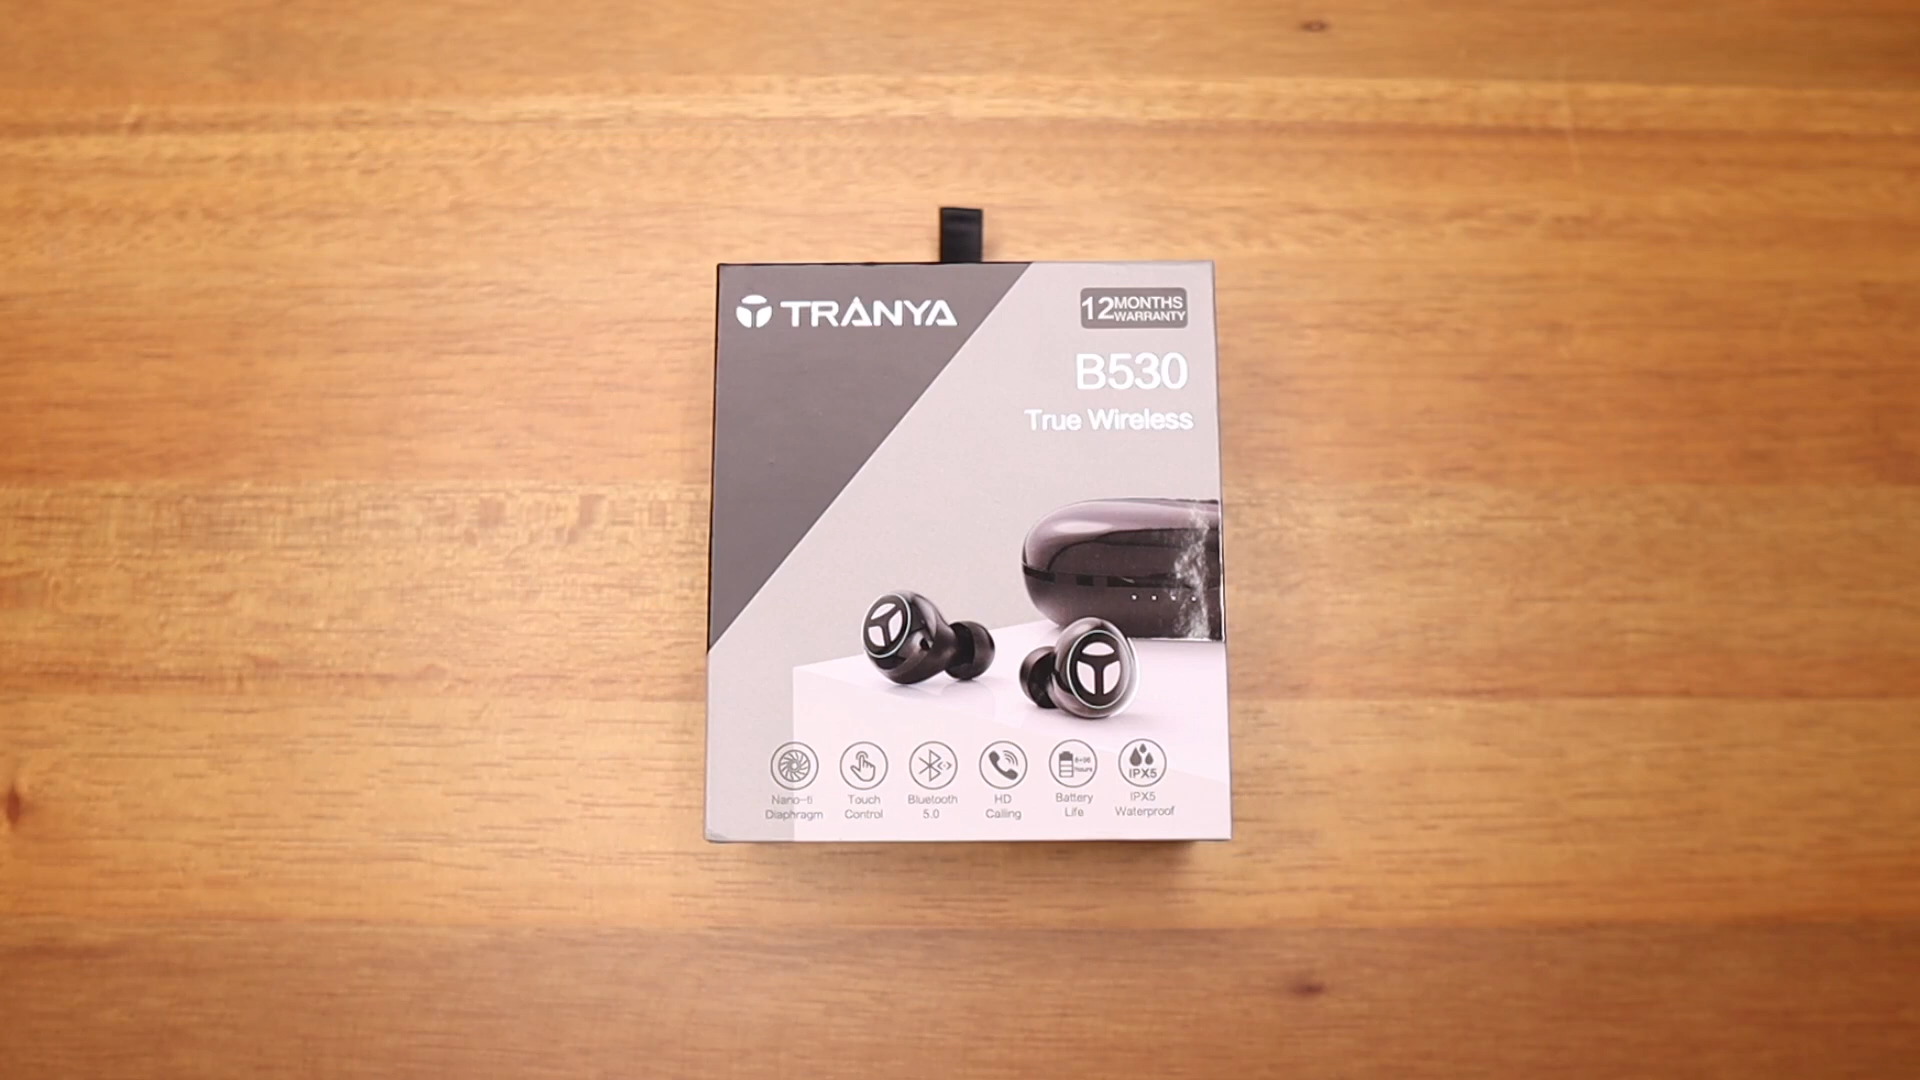 TRANYA
12 MONTHS
WARRANTY
B530
True Wireless
IPX5
Nano-ti
Diaphragm
Touch
Control
Bluetooth
5.0
HD
Calling
Battery
Life
IPX5
Waterproof